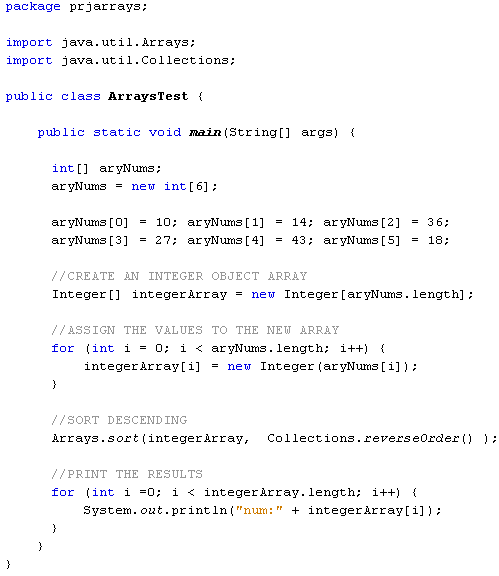 package prjarrays;
import java.util.Arrays;
import java.util.Collections;
public class ArraysTest {
public static void main(String[] args) {
int[] aryNums;
aryNums = new int[6];
aryNums[0] = 10; aryNums[1] = 14; aryNums[2] = 36;
aryNums[3] = 27; aryNums[4] = 43; aryNums[5] = 18;
//CREATE AN INTEGER OBJECT ARRAY
Integer[] integerArray = new Integer[aryNums.length];
//ASSIGN THE VALUES TO THE NEW ARRAY
for (int i = 0; i < aryNums.length; i++) {
integerArray[i] = new Integer(aryNums[i]);
}
//SORT DESCENDING
Arrays.sort(integerArray,  Collections.reverseOrder() );
//PRINT THE RESULTS
for (int i =0; i < integerArray.length; i++) {
System.out.println("num:" + integerArray[i]);
}
}
}